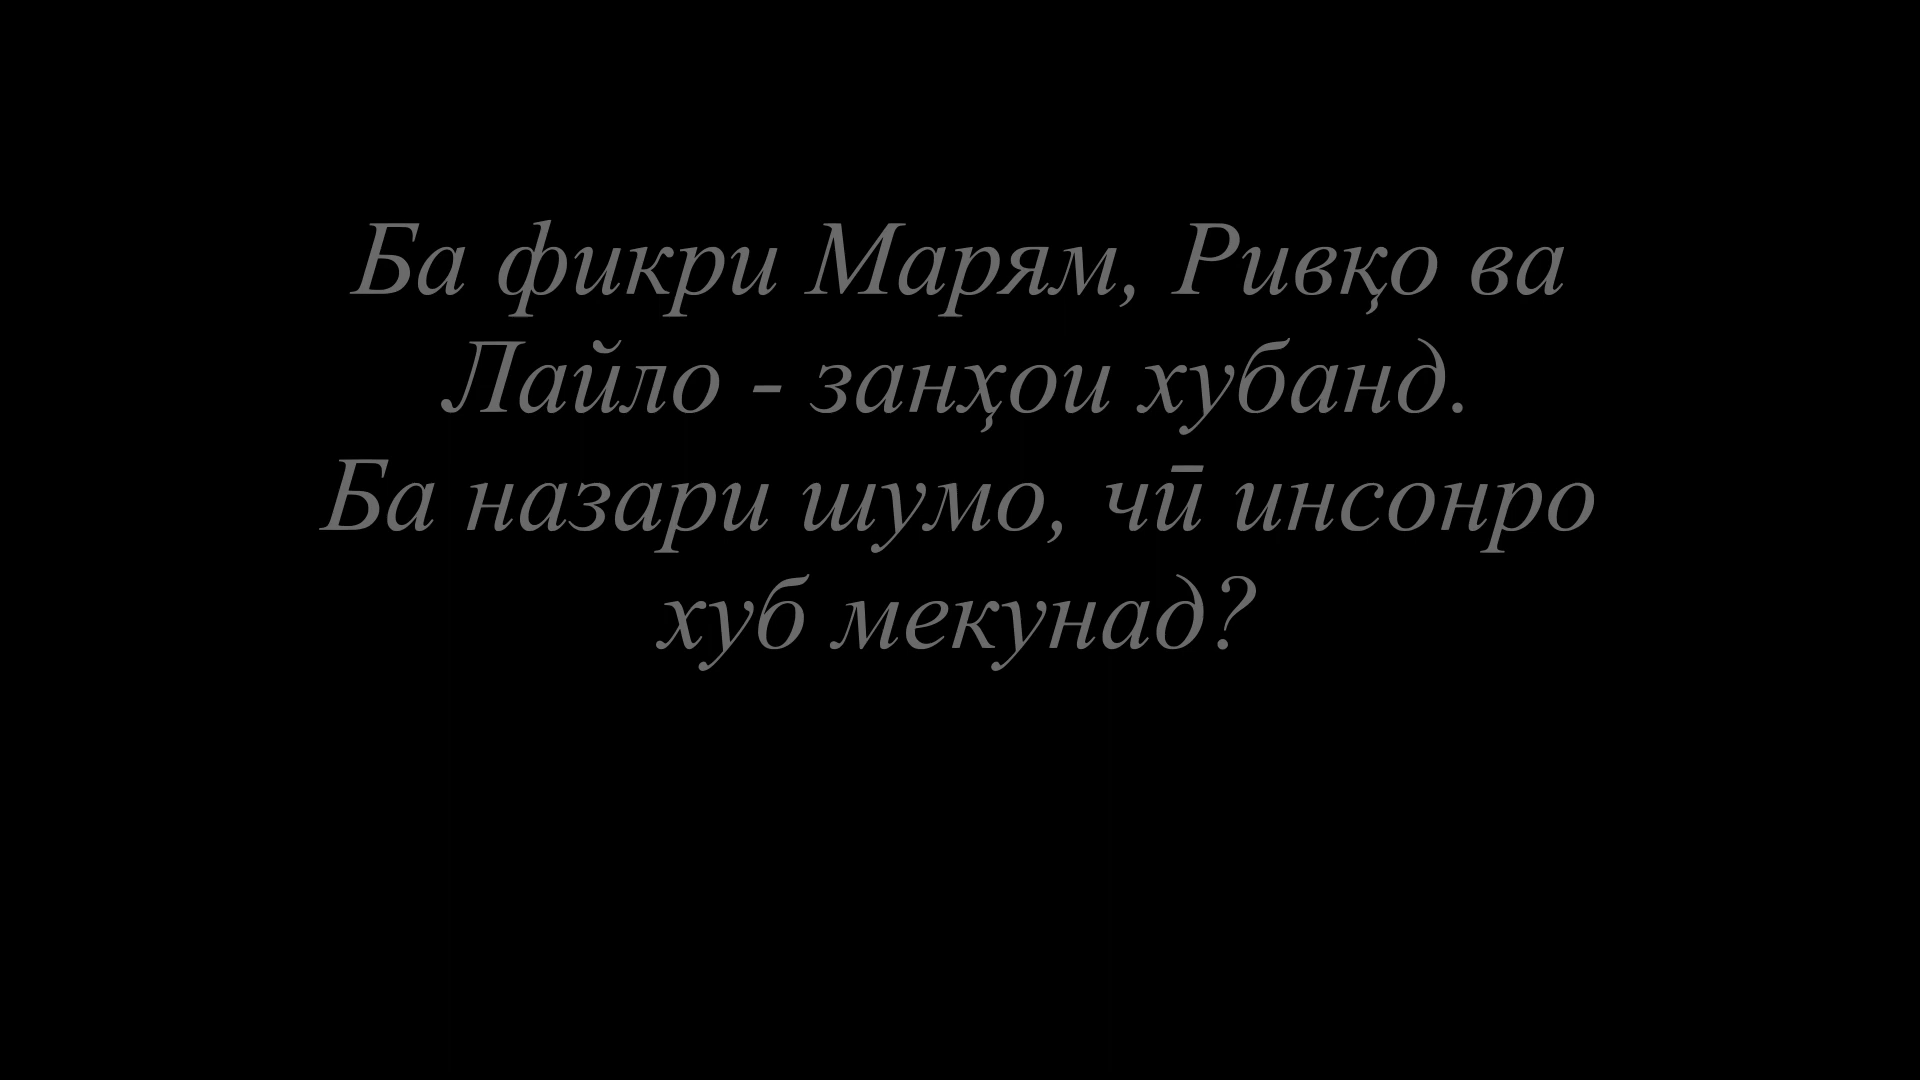 Ба фикри Марям, Ривқо ва
Лайло - занҳои хубанд.
Ба назари шумо, чӣ инсонро
хуб мекунад?